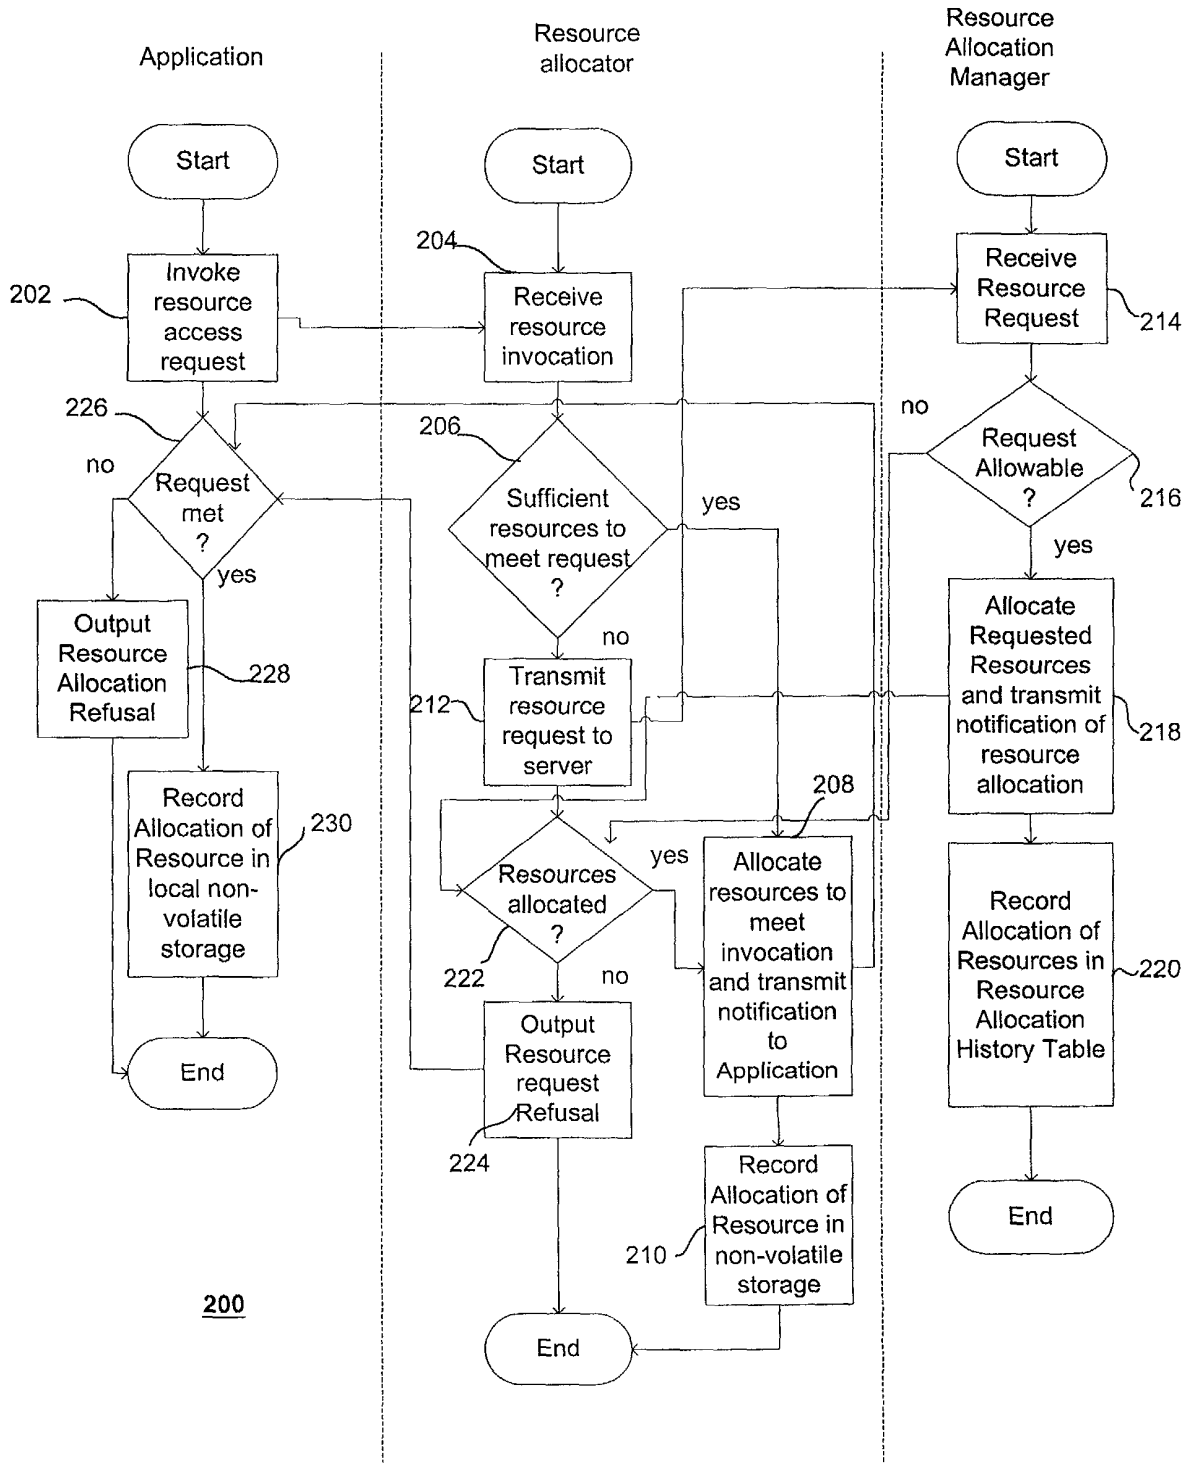 Application
Start
202
Invoke
resource
access
request
226
no
Request
met
?
yes
Output
Resource
Allocation
Refusal
228
Record
Allocation of
Resource in
local non-
volatile
storage
230
End
200
Resource
allocator
Start
204
Receive
resource
invocation
206
Sufficient
resources to
meet request
?
yes
no
212
Transmit
resource
request to
server
208
Resources
allocated
?
yes
222
no
Allocate
resources to
meet
invocation
and transmit
notification
to
Application
Output
Resource
request
Refusal
224
Record
Allocation of
Resource in
non-volatile
storage
210
End
Resource
Allocation
Manager
Start
Receive
Resource
Request
214
no
Request
Allowable
?
216
yes
Allocate
Requested
Resources
and transmit
notification of
resource
allocation
218
Record
Allocation of
Resources in
Resource
Allocation
History Table
220
End